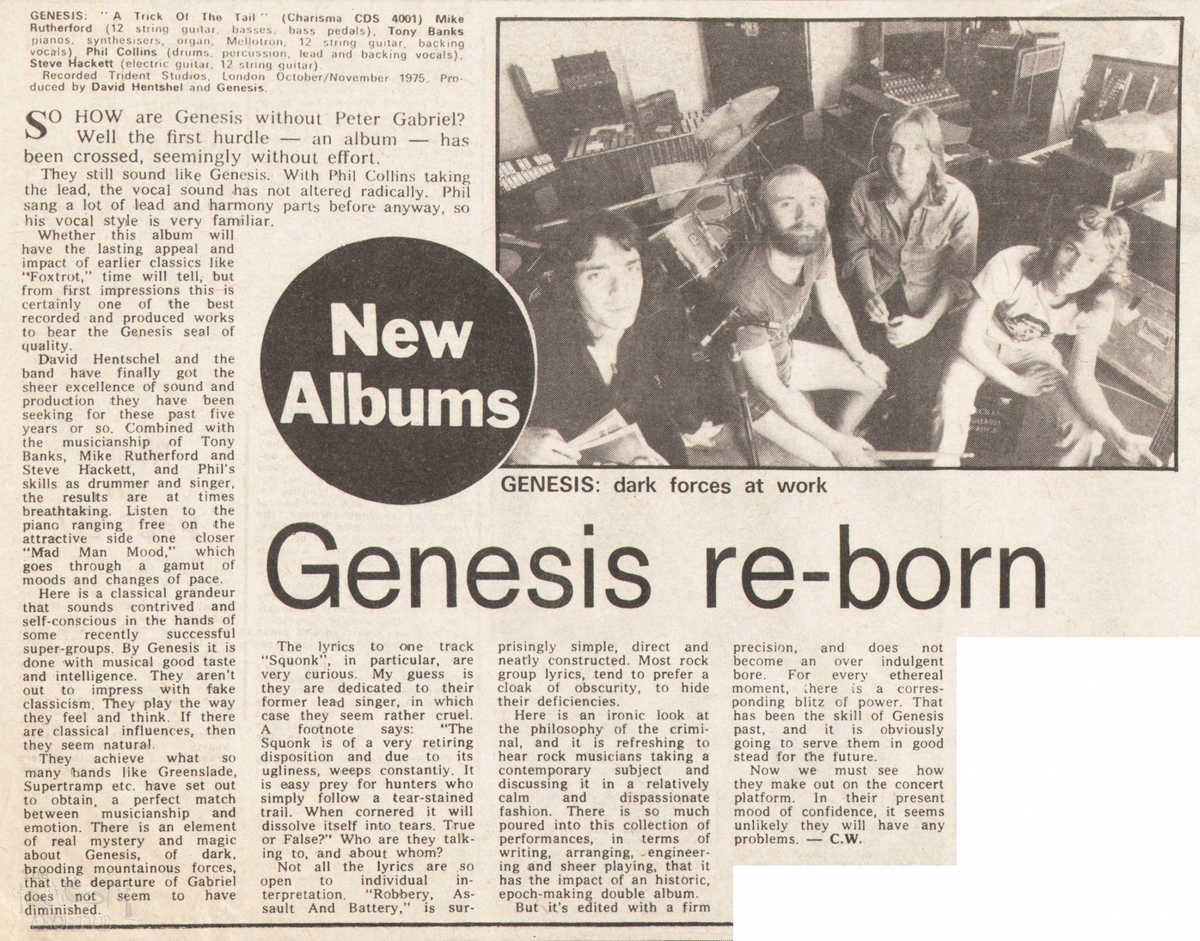 GENESIS: "A Trick Of The Tail" (Charisma CDS 4001) Mike
Rutherford (12 string guitar, basses, bass pedals), Tony Banks
pianos, synthesisers, organ, Mellotron, 12 string guitar, backing
vocals), Phil Collins (drums, percussion, lead and backing vocals),
Steve Hackett (electric guitar, 12 string guitar).
Recorded Trident Studios, London October/November 1975. Pro-
duced by David Hentshel and Genesis.
SO HOW are Genesis without Peter Gabriel?
Well the first hurdle — an album — has
been crossed, seemingly without effort.
They still sound like Genesis. With Phil Collins taking
the lead, the vocal sound has not altered radically. Phil
sang a lot of lead and harmony parts before anyway, so
his vocal style is very familiar.
Whether this album will
have the lasting appeal and
impact of earlier classics like
"Foxtrot," time will tell, but
from first impressions this is
certainly one of the best
recorded and produced works
to bear the Genesis seal of
quality.
David Hentschel and the
band have finally got the
sheer excellence of sound and
production they have been
seeking for these past five
years or so. Combined with
the musicianship of Tony
Banks, Mike Rutherford and
Steve Hackett, and Phil's
skills as drummer and singer,
the results are at times
breathtaking. Listen to the
piano ranging free on the
attractive side one closer
"Mad Man Mood," which
goes through a gamut of
moods and changes of pace.
Here is a classical grandeur
that sounds contrived and
self-conscious in the hands of
some recently successful
super-groups. By Genesis it is
done with musical good taste
and intelligence. They aren't
out to impress with fake
classicism. They play the way
they feel and think. If there
are classical influences, then
they seem natural.
They achieve what so
many bands like Greenslade,
Supertramp etc. have set out
to obtain, a perfect match
between musicianship and
emotion. There is an element
of real mystery and magic
about Genesis, of dark,
brooding mountainous forces,
that the departure of Gabriel
does not seem to have
diminished.
New
Albums
GENESIS: dark forces at work
Genesis re-born
The lyrics to one track
"Squonk", in particular, are
very curious. My guess is
they are dedicated to their
former lead singer, in which
case they seem rather cruel.
A footnote says: "The
Squonk is of a very retiring
disposition and due to its
ugliness, weeps constantly. It
is easy prey for hunters who
simply follow a tear-stained
trail. When cornered it will
dissolve itself into tears. True
or False?" Who are they talk-
ing to, and about whom?
Not all the lyrics are so
open to individual in-
terpretation. "Robbery, As-
sault And Battery," is sur-
prisingly simple, direct and
neatly constructed. Most rock
group lyrics, tend to prefer a
cloak of obscurity, to hide
their deficiencies.
Here is an ironic look at
the philosophy of the crimi-
nal, and it is refreshing to
hear rock musicians taking a
contemporary subject and
discussing it in a relatively
calm and dispassionate
fashion. There is so much
poured into this collection of
performances, in terms of
writing, arranging, engineer-
ing and sheer playing, that it
has the impact of an historic,
epoch-making double album.
But it's edited with a firm
precision, and does not
become an over indulgent
bore. For every ethereal
moment, there is a corres-
ponding blitz of power. That
has been the skill of Genesis
past, and it is obviously
going to serve them in good
stead for the future.
Now we must see how
they make out on the concert
platform. In their present
mood of confidence, it seems
unlikely they will have any
problems. — C.W.